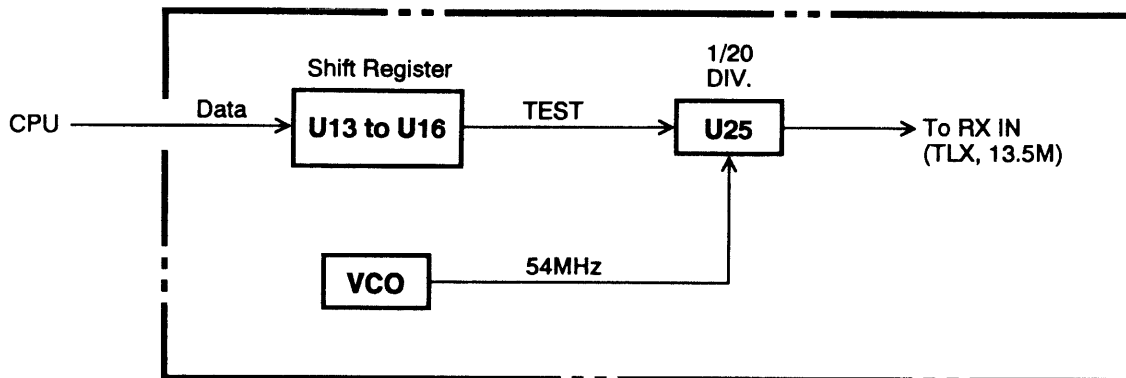 1/20
DIV.
Shift Register
CPU
Data
U13 to U16
TEST
U25
To RX IN
(TLX, 13.5M)
VCO
54MHz